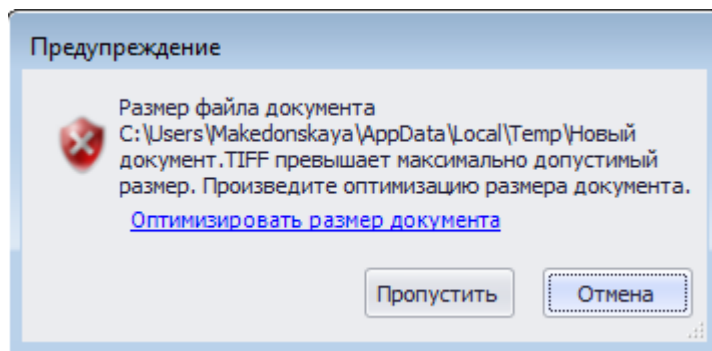 Предупреждение
Размер файла документа
C:\Users\Makedonskaya\AppData\Local\Temp\Новый
документ.TIFF превышает максимально допустимый
размер. Произведите оптимизацию размера документа.
Оптимизировать размер документа
Пропустить
Отмена